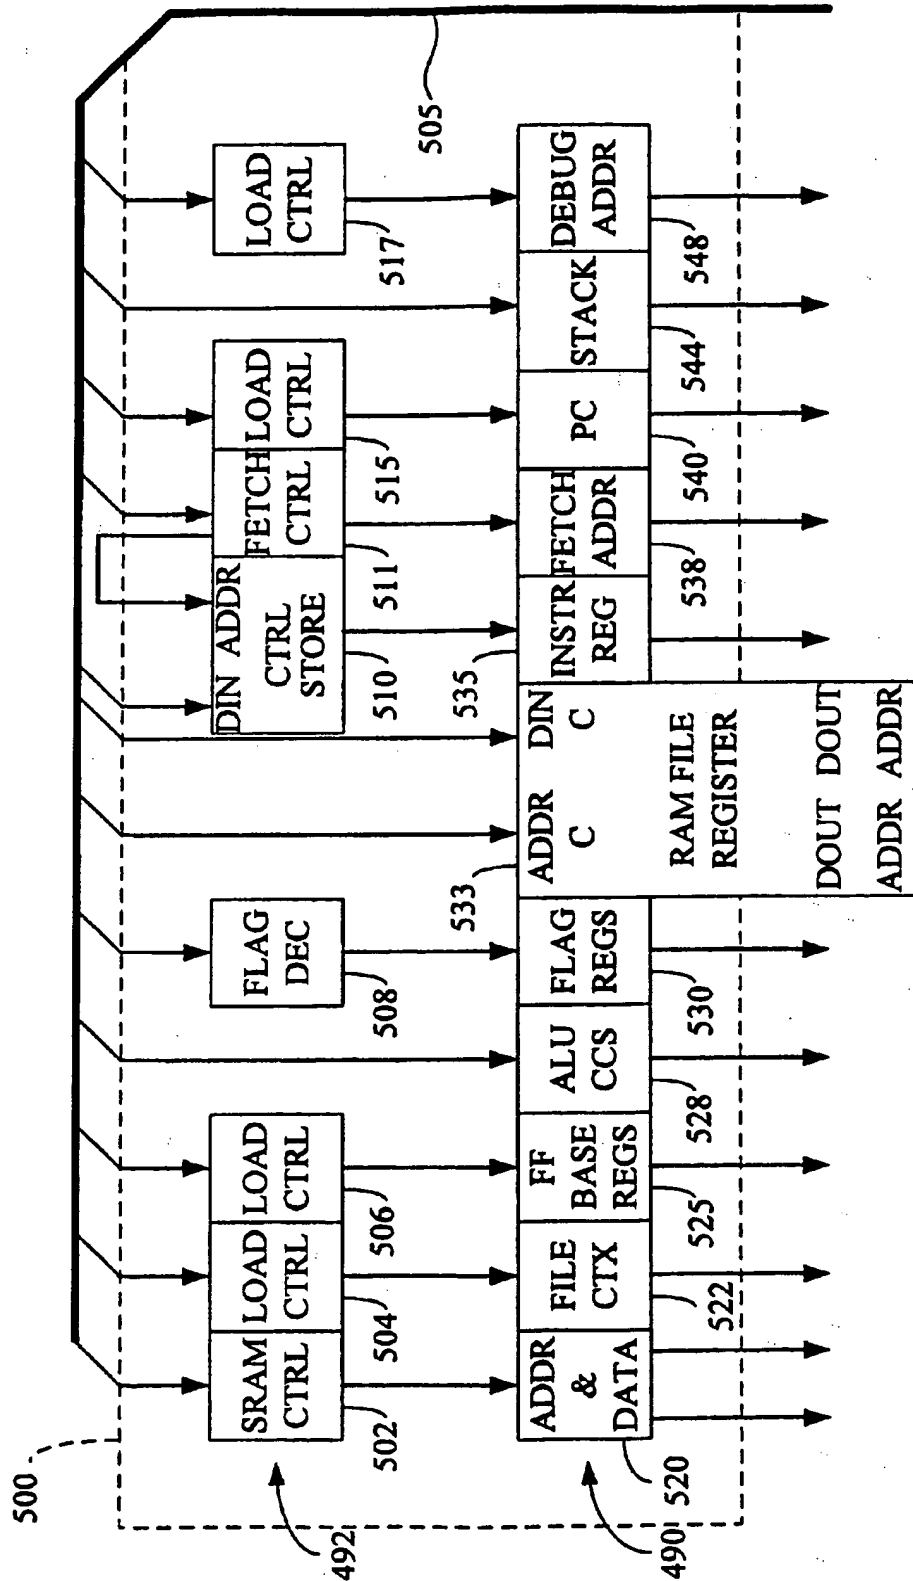 500
505
SRAM
CTRL
502
LOAD
CTRL
504
LOAD
CTRL
506
FLAG
DEC
508
DIN ADDR
CTRL
STORE
510
FETCH
CTRL
511
LOAD
CTRL
515
LOAD
CTRL
517
492
ADDR
&
DATA
520
FILE
CTX
522
FF
BASE
REGS
525
ALU
CCS
528
FLAG
REGS
530
533
ADDR DIN
C C
RAM FILE
REGISTER
DOUT DOUT
ADDR ADDR
535
INSTR
REG
FETCH
ADDR
538
PC
540
STACK
544
DEBUG
ADDR
548
490